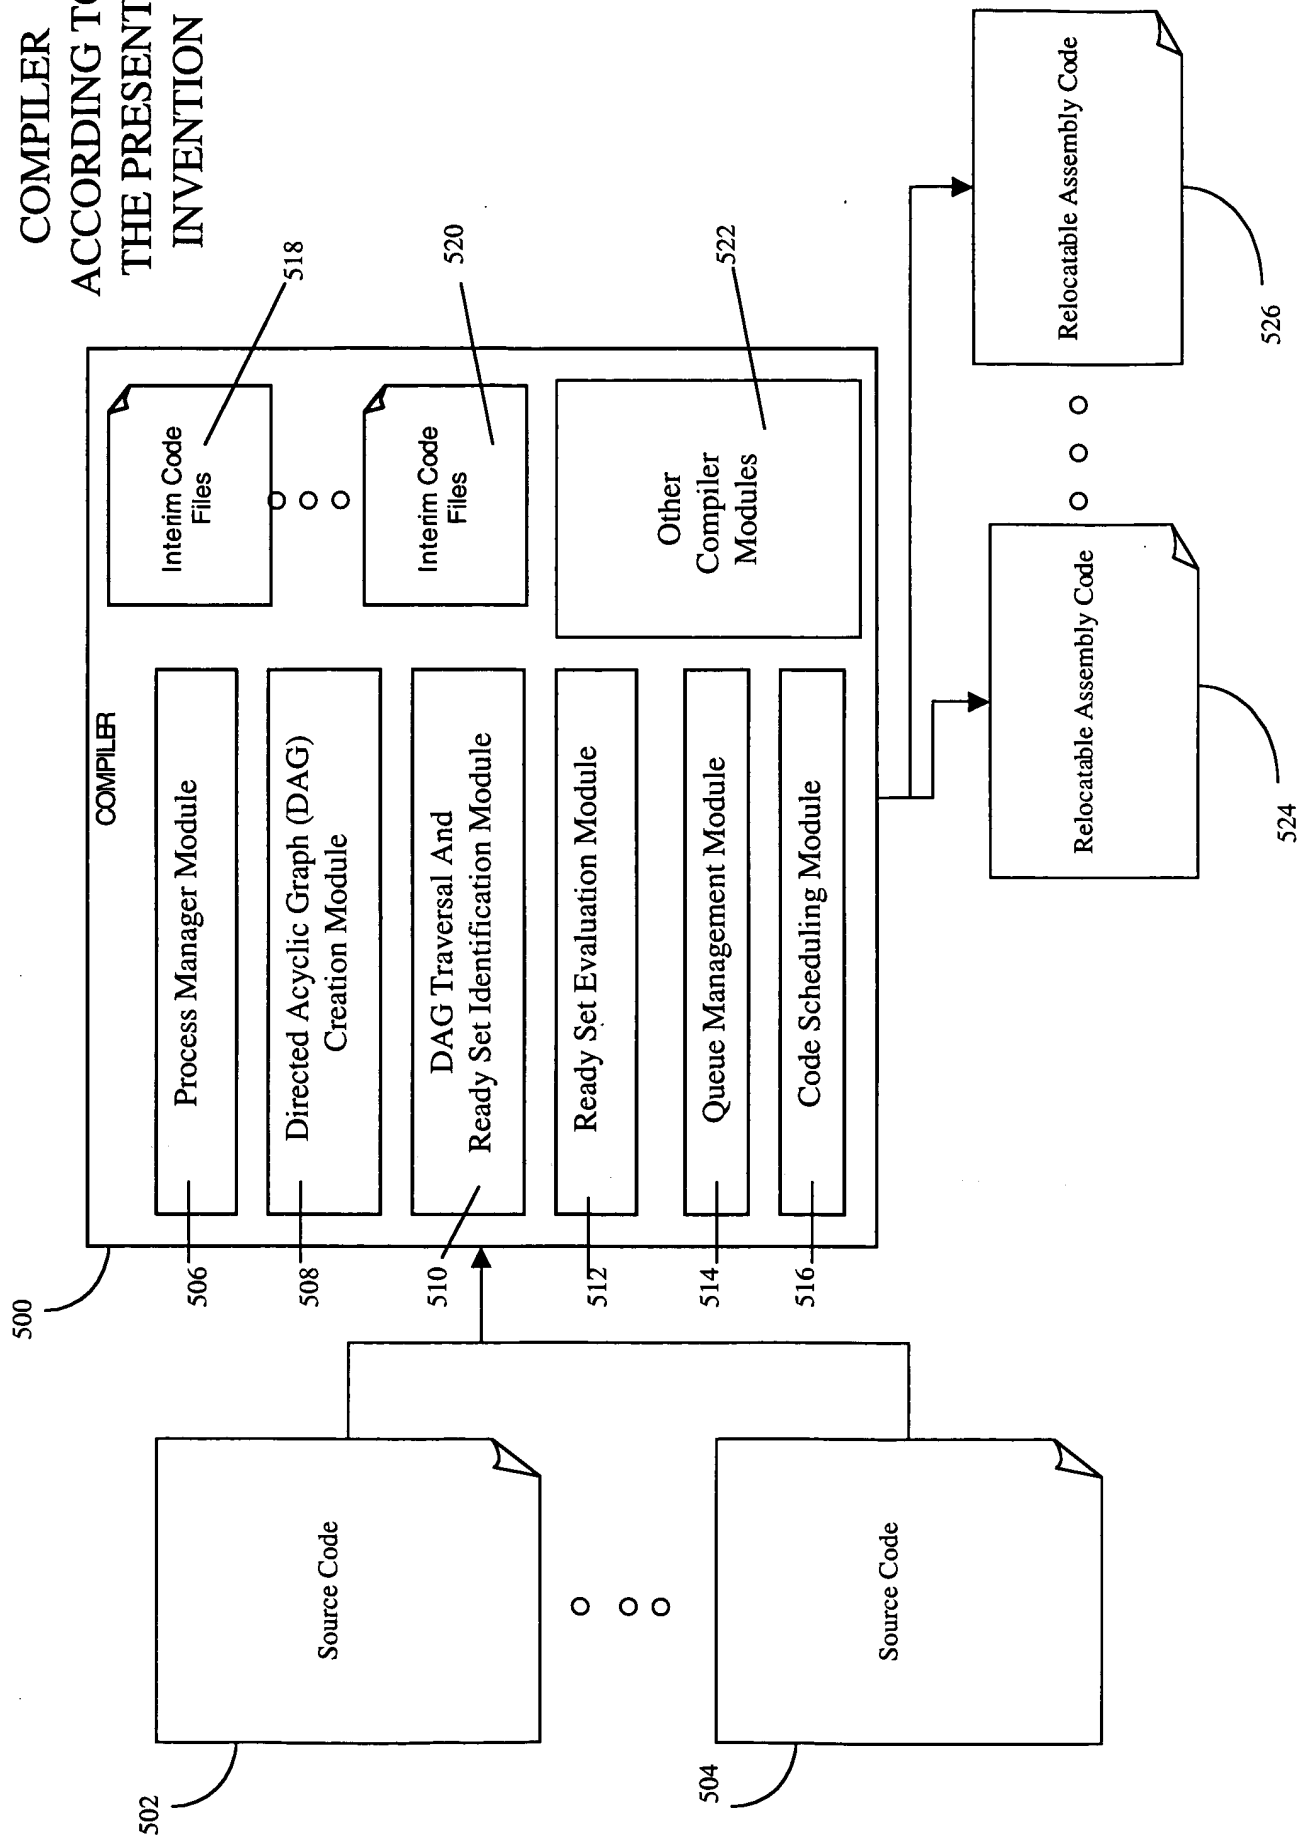 COMPILER
ACCORDING TO
THE PRESENT
INVENTION
500
COMPILER
502
Source Code
504
Source Code
506
Process Manager Module
508
Directed Acyclic Graph (DAG)
Creation Module
510
DAG Traversal And
Ready Set Identification Module
512
Ready Set Evaluation Module
514
Queue Management Module
516
Code Scheduling Module
Interim Code
Files
518
Interim Code
Files
520
Other
Compiler
Modules
522
Relocatable Assembly Code
524
Relocatable Assembly Code
526